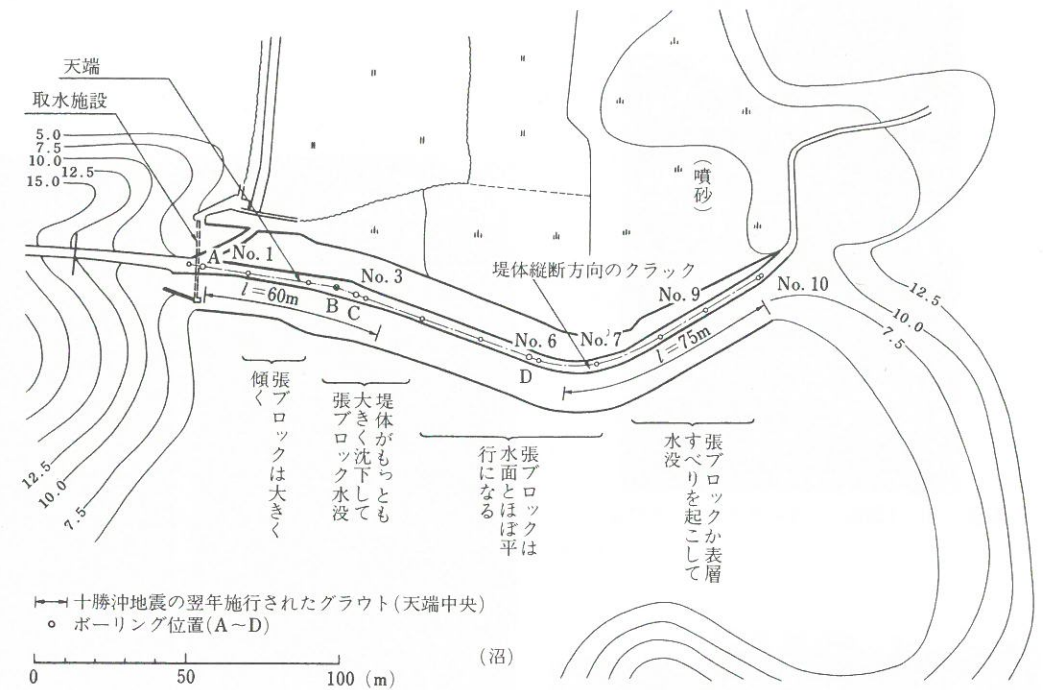 天端
取水施設
5.0
7.5
10.0
12.5
15.0
(噴砂)
堤体縦断方向のクラック
A
No. 1
No. 3
l＝60m
B
C
No. 6
No. 7
D
No. 9
No. 10
l＝75m
12.5
10.0
7.5
12.5
10.0
7.5
張ブロックは大きく
傾く
堤体がもっとも
大きく沈下して
張ブロック水没
張ブロックは
水面とほぼ平
行になる
張ブロックか表層
すべりを起こして
水没
十勝沖地震の翌年施行されたグラウト(天端中央)
ボーリング位置(A～D)
(沼)
0
50
100 (m)